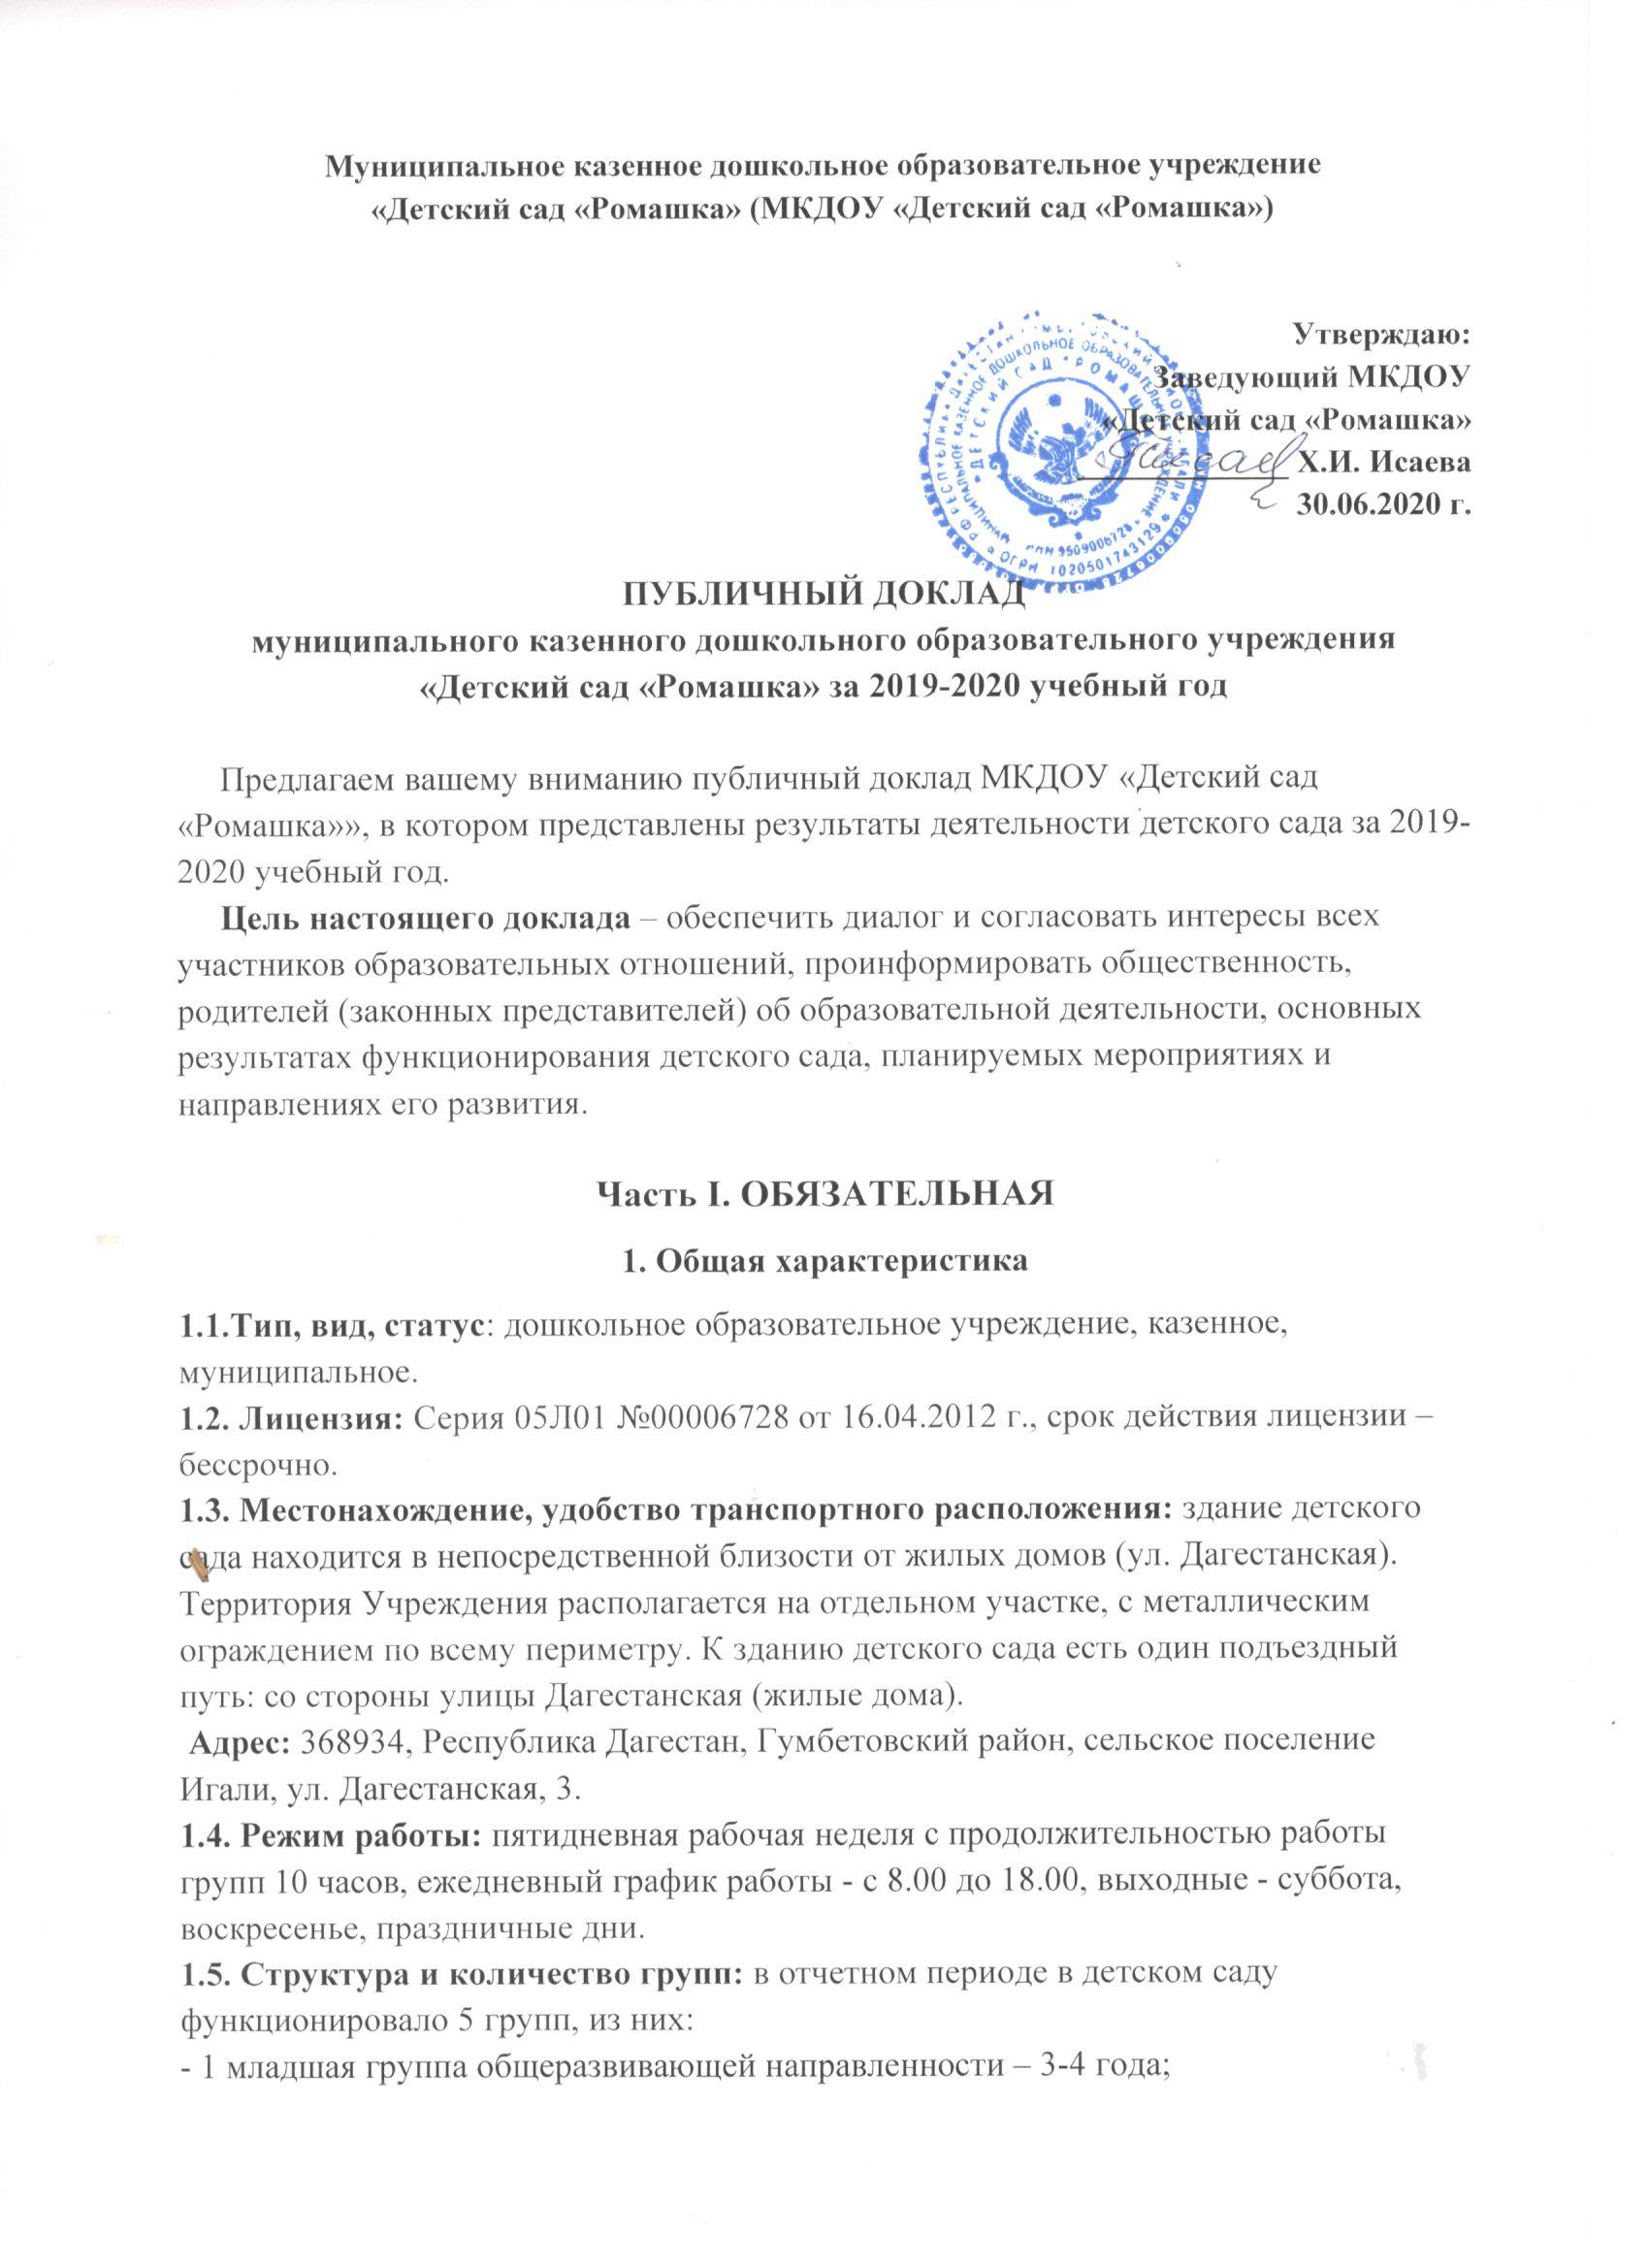 Муниципальное казенное дошкольное образовательное учреждение
«Детский сад «Ромашка» (МКДОУ «Детский сад «Ромашка»)
Утверждаю:
Заведующий МКДОУ
«Детский сад «Ромашка»
Х.И. Исаева
30.06.2020 г.
ПУБЛИЧНЫЙ ДОКЛАД
муниципального казенного дошкольного образовательного учреждения
«Детский сад «Ромашка» за 2019-2020 учебный год
Предлагаем вашему вниманию публичный доклад МКДОУ «Детский сад
«Ромашка»», в котором представлены результаты деятельности детского сада за 2019-
2020 учебный год.
Цель настоящего доклада – обеспечить диалог и согласовать интересы всех
участников образовательных отношений, проинформировать общественность,
родителей (законных представителей) об образовательной деятельности, основных
результатах функционирования детского сада, планируемых мероприятиях и
направлениях его развития.
Часть I. ОБЯЗАТЕЛЬНАЯ
1. Общая характеристика
1.1.Тип, вид, статус: дошкольное образовательное учреждение, казенное,
муниципальное.
1.2. Лицензия: Серия 05Л01 №00006728 от 16.04.2012 г., срок действия лицензии –
бессрочно.
1.3. Местонахождение, удобство транспортного расположения: здание детского
сада находится в непосредственной близости от жилых домов (ул. Дагестанская).
Территория Учреждения располагается на отдельном участке, с металлическим
ограждением по всему периметру. К зданию детского сада есть один подъездный
путь: со стороны улицы Дагестанская (жилые дома).
Адрес: 368934, Республика Дагестан, Гумбетовский район, сельское поселение
Игали, ул. Дагестанская, 3.
1.4. Режим работы: пятидневная рабочая неделя с продолжительностью работы
групп 10 часов, ежедневный график работы - с 8.00 до 18.00, выходные - суббота,
воскресенье, праздничные дни.
1.5. Структура и количество групп: в отчетном периоде в детском саду
функционировало 5 групп, из них:
- 1 младшая группа общеразвивающей направленности – 3-4 года;
МУНИЦИПАЛЬНОЕ КАЗЕННОЕ ДОШКОЛЬНОЕ ОБРАЗОВАТЕЛЬНОЕ УЧРЕЖДЕНИЕ
ДЕТСКИЙ САД "РОМАШКА"
ОГРН 1020501743129